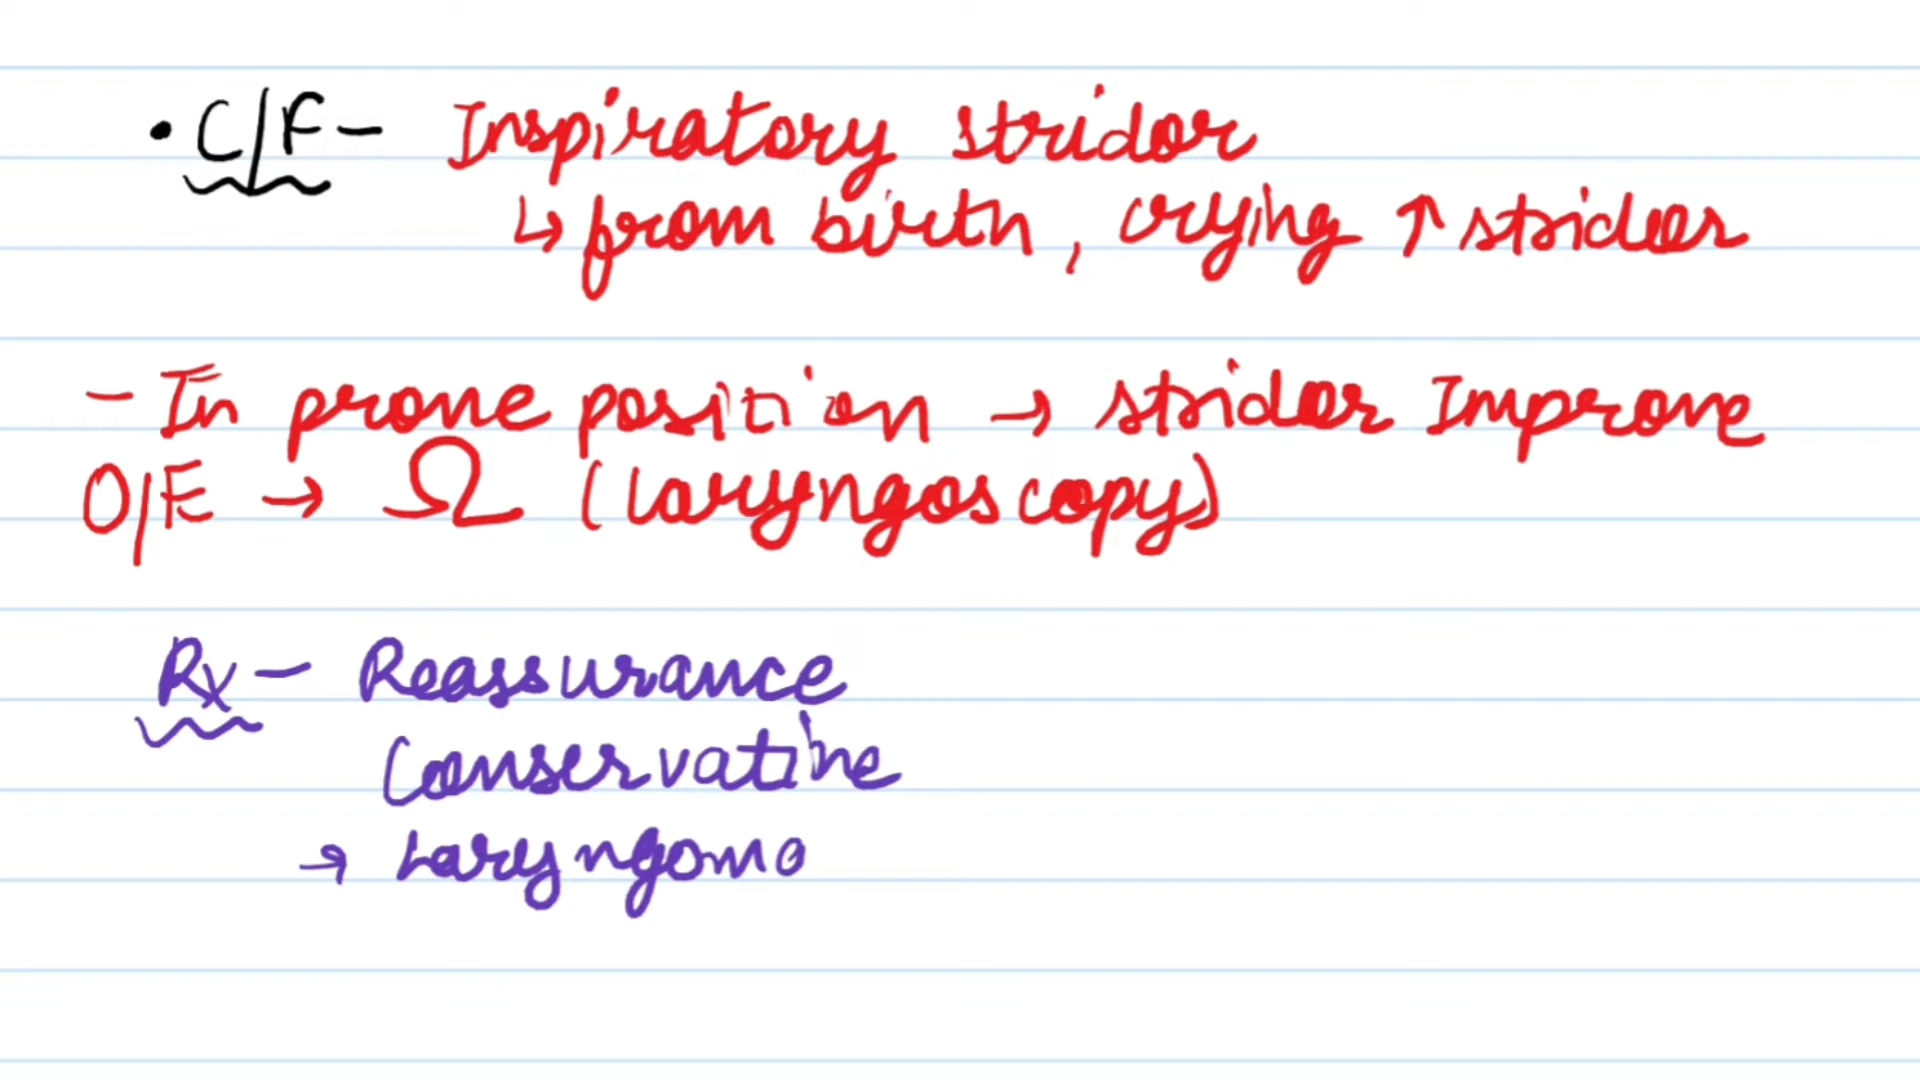 • C/F - Inspiratory stridor
↳ from birth, crying ↑ stridor
- In prone position → stridor Improve
O/E → Ω (laryngoscopy)
Rx - Reassurance
Conservative
→ Laryngomo